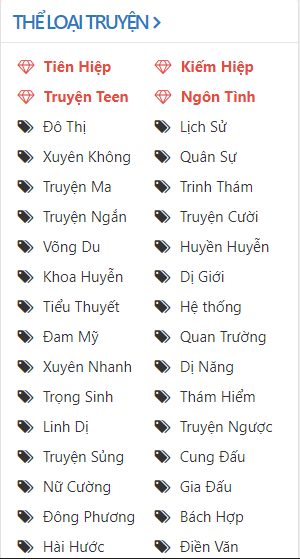 THỂ LOẠI TRUYỆN
Tiên Hiệp Kiếm Hiệp
Truyện Teen Ngôn Tình
Đô Thị Lịch Sử
Xuyên Không Quân Sự
Truyện Ma Trinh Thám
Truyện Ngắn Truyện Cười
Võng Du Huyền Huyễn
Khoa Huyễn Dị Giới
Tiểu Thuyết Hệ thống
Đam Mỹ Quan Trường
Xuyên Nhanh Dị Năng
Trọng Sinh Thám Hiểm
Linh Dị Truyện Ngược
Truyện Sủng Cung Đấu
Nữ Cường Gia Đấu
Đông Phương Bách Hợp
Hài Hước Điền Văn